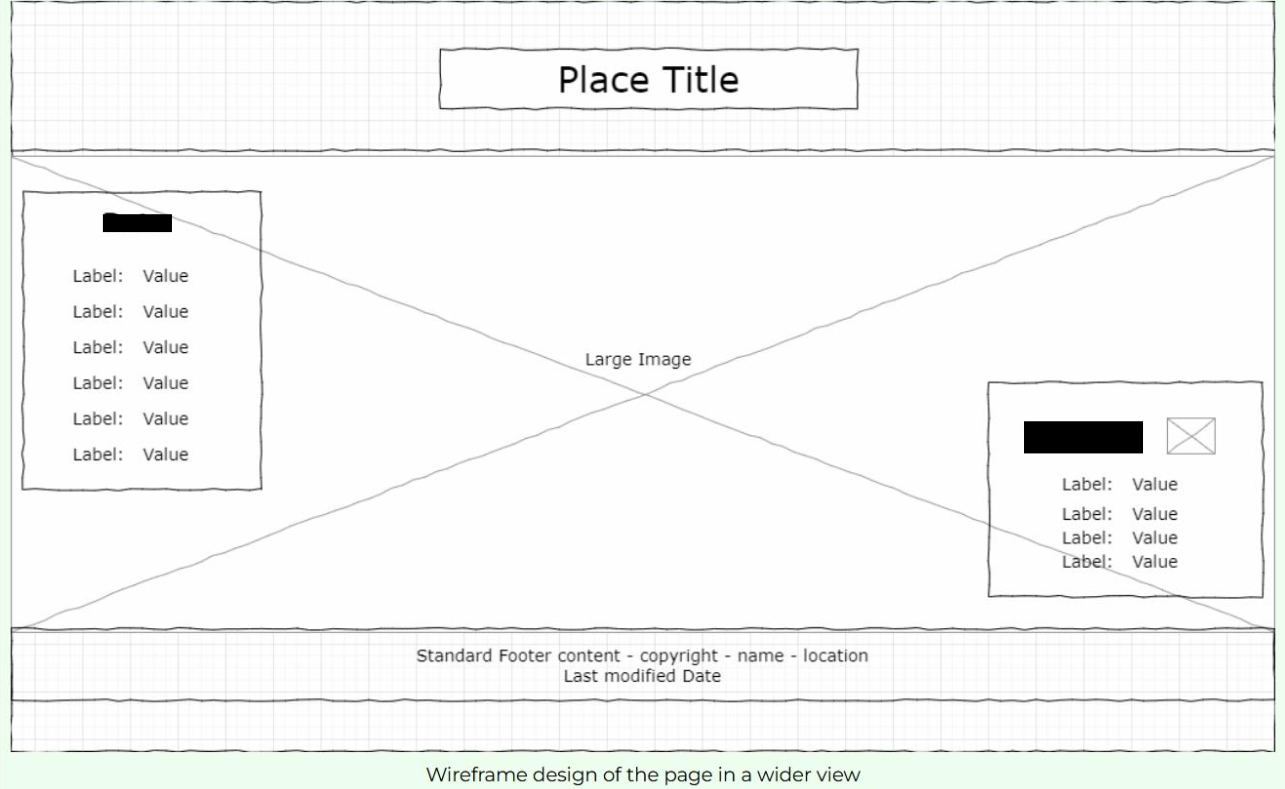 Place Title
Label: Value
Label: Value
Label: Value
Label: Value
Label: Value
Label: Value
Large Image
Label: Value
Label: Value
Label: Value
Label: Value
Standard Footer content - copyright - name - location
Last modified Date
Wireframe design of the page in a wider view